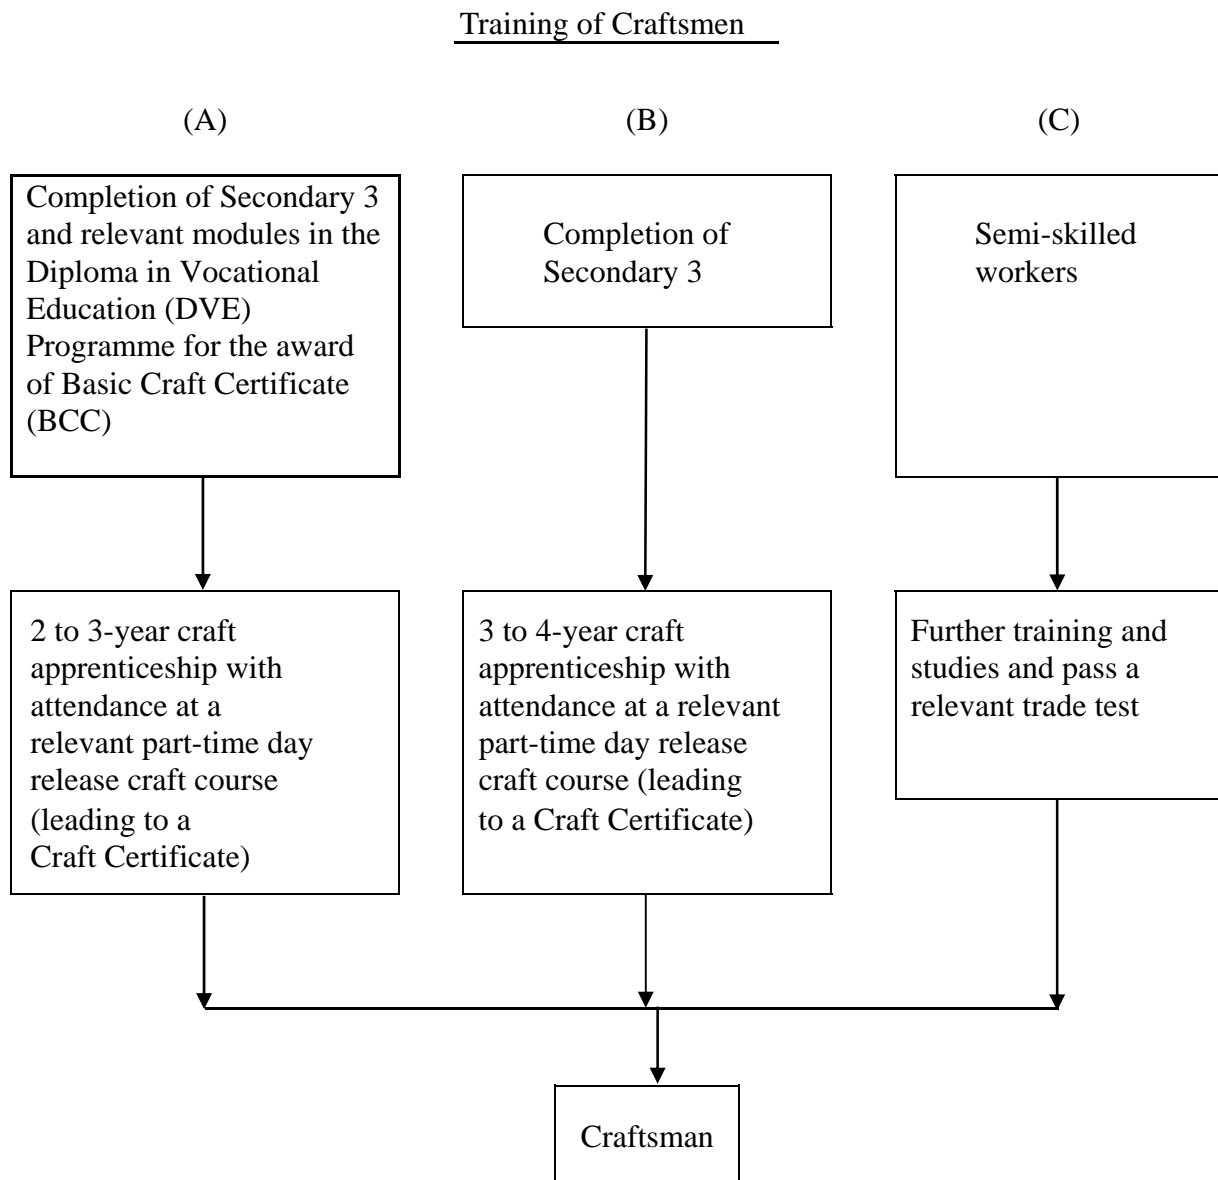 Training of Craftsmen
(A)
(B)
(C)
Completion of Secondary 3
and relevant modules in the
Diploma in Vocational
Education (DVE)
Programme for the award
of Basic Craft Certificate
(BCC)
Completion of
Secondary 3
Semi-skilled
workers
2 to 3-year craft
apprenticeship with
attendance at a
relevant part-time day
release craft course
(leading to a
Craft Certificate)
3 to 4-year craft
apprenticeship with
attendance at a relevant
part-time day release
craft course (leading
to a Craft Certificate)
Further training and
studies and pass a
relevant trade test
Craftsman